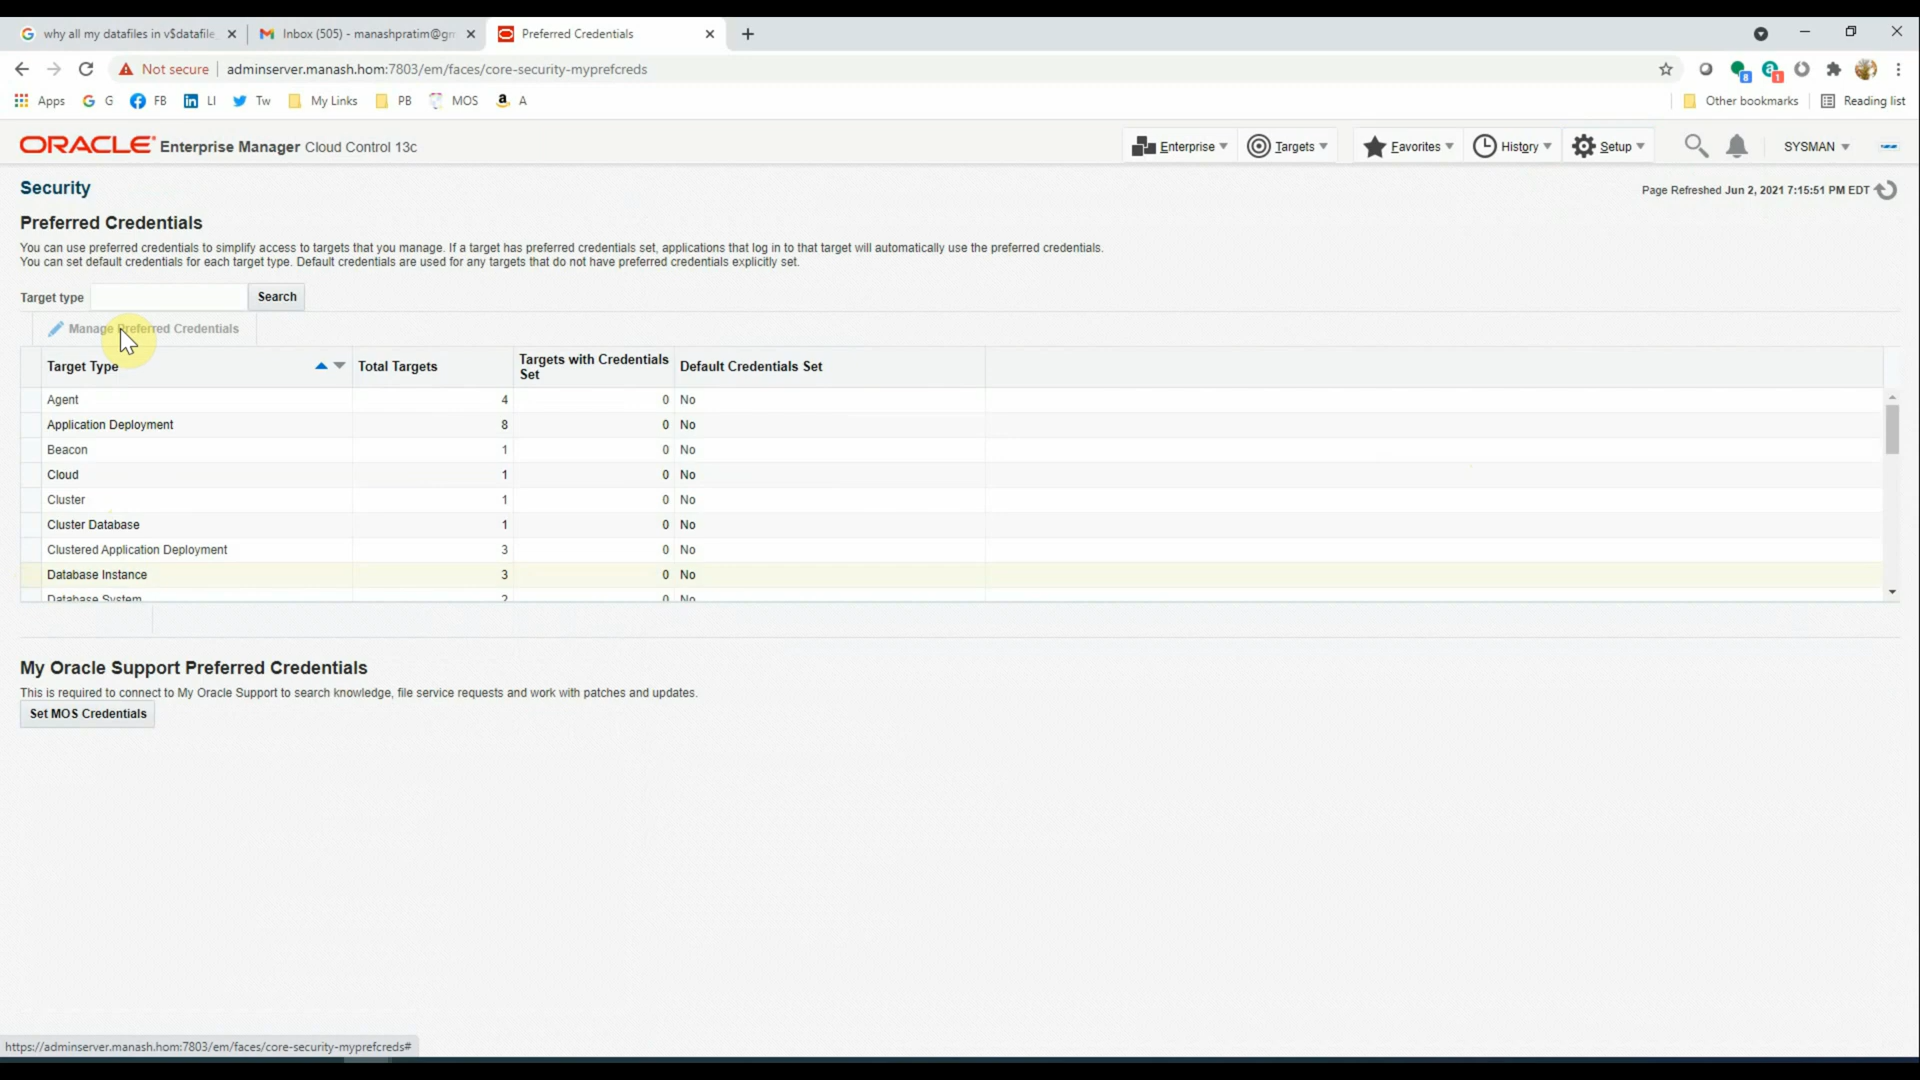 why all my datafiles in v$datafile
Inbox (505) - manashpratim@gm
Preferred Credentials
Not secure
adminserver.manash.hom:7803/em/faces/core-security-myprefcreds
8
1
Apps
G
FB
LI
Tw
My Links
PB
MOS
A
Other bookmarks
Reading list
ORACLE Enterprise Manager Cloud Control 13c
Enterprise
Targets
Favorites
History
Setup
SYSMAN
Security
Page Refreshed Jun 2, 2021 7:15:51 PM EDT
Preferred Credentials
You can use preferred credentials to simplify access to targets that you manage. If a target has preferred credentials set, applications that log in to that target will automatically use the preferred credentials.
You can set default credentials for each target type. Default credentials are used for any targets that do not have preferred credentials explicitly set.
Target type
Search
Manage Preferred Credentials
Target Type Total Targets Targets with Credentials Set Default Credentials Set
Agent 4 0 No
Application Deployment 8 0 No
Beacon 1 0 No
Cloud 1 0 No
Cluster 1 0 No
Cluster Database 1 0 No
Clustered Application Deployment 3 0 No
Database Instance 3 0 No
Database System 2 0 No
My Oracle Support Preferred Credentials
This is required to connect to My Oracle Support to search knowledge, file service requests and work with patches and updates.
Set MOS Credentials
https://adminserver.manash.hom:7803/em/faces/core-security-myprefcreds#